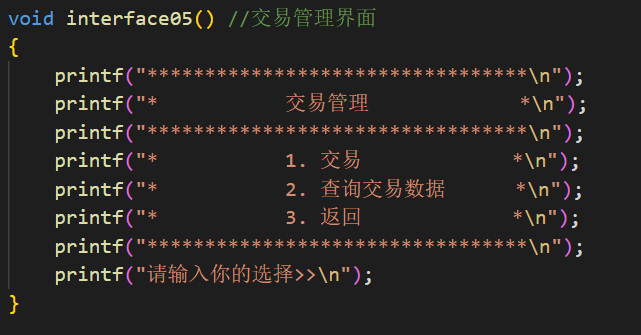 void interface05() //交易管理界面
{
    printf("*********************************\n");
    printf("*           交易管理             *\n");
    printf("*********************************\n");
    printf("*           1. 交易             *\n");
    printf("*           2. 查询交易数据      *\n");
    printf("*           3. 返回             *\n");
    printf("*********************************\n");
    printf("请输入你的选择>>\n");
}